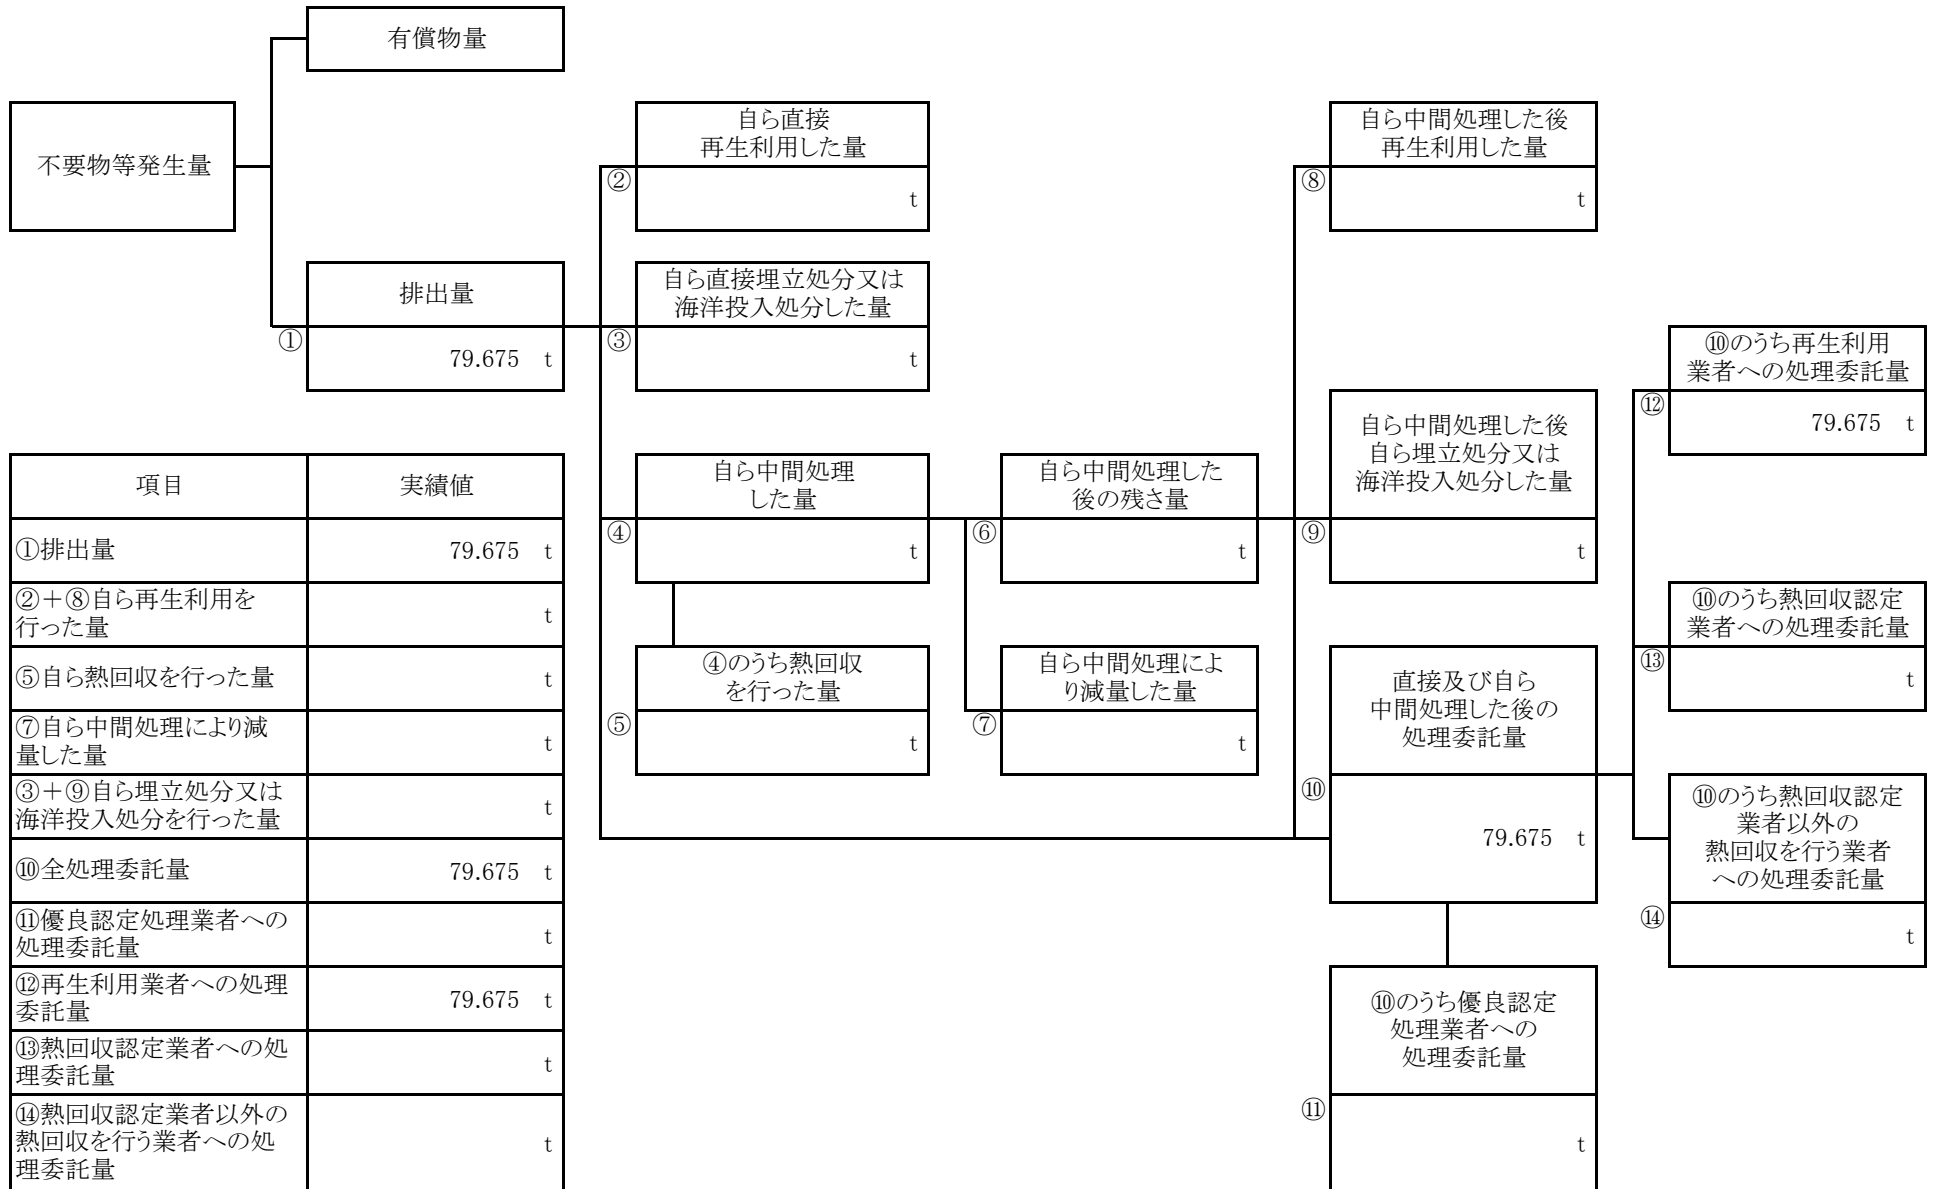 有償物量
不要物等発生量
自ら直接
再生利用した量
②
t
自ら中間処理した後
再生利用した量
⑧
t
排出量
①
79.675 t
自ら直接埋立処分又は
海洋投入処分した量
③
t
⑩のうち再生利用
業者への処理委託量
⑫
79.675 t
自ら中間処理
した量
④
t
自ら中間処理した
後の残さ量
⑥
t
自ら中間処理した後
自ら埋立処分又は
海洋投入処分した量
⑨
t
⑩のうち熱回収認定
業者への処理委託量
⑬
t
④のうち熱回収
を行った量
⑤
t
自ら中間処理によ
り減量した量
⑦
t
直接及び自ら
中間処理した後の
処理委託量
⑩
79.675 t
⑩のうち熱回収認定
業者以外の
熱回収を行う業者
への処理委託量
⑭
t
⑩のうち優良認定
処理業者への
処理委託量
⑪
t
項目 実績値
①排出量 79.675 t
②+⑧自ら再生利用を
行った量
t
⑤自ら熱回収を行った量 t
⑦自ら中間処理により減
量した量
t
③+⑨自ら埋立処分又は
海洋投入処分を行った量
t
⑩全処理委託量 79.675 t
⑪優良認定処理業者への
処理委託量
t
⑫再生利用業者への処理
委託量
79.675 t
⑬熱回収認定業者への処
理委託量
t
⑭熱回収認定業者以外の
熱回収を行う業者への処
理委託量
t